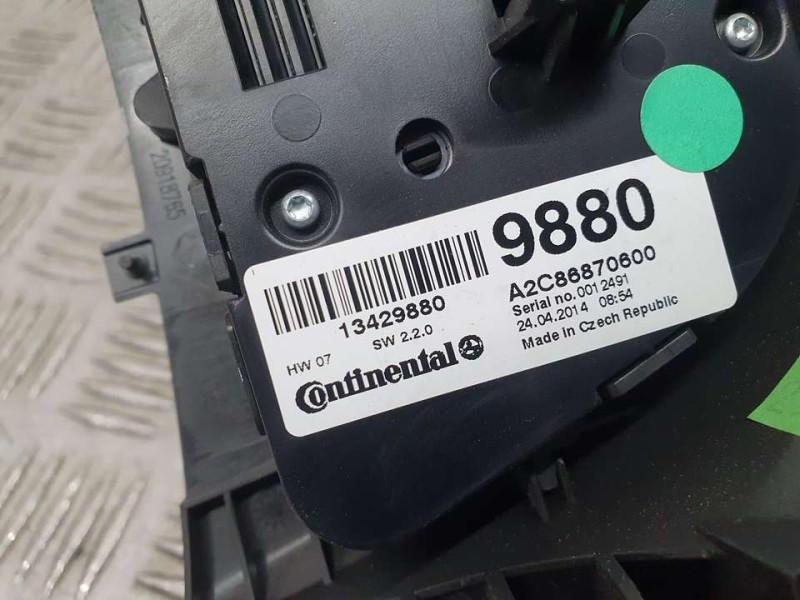 20918765
9880
13429880
A2C86870600
SW 2.2.0
Serial no.0012491
HW 07
24.04.2014 08:54
Continental
Made in Czech Republic